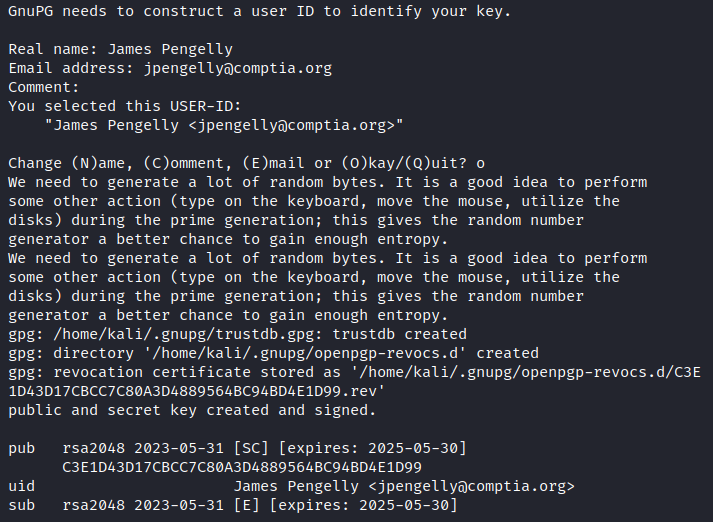 GnuPG needs to construct a user ID to identify your key.
Real name: James Pengelly
Email address: jpengelly@comptia.org
Comment:
You selected this USER-ID:
"James Pengelly <jpengelly@comptia.org>"
Change (N)ame, (C)omment, (E)mail or (O)kay/(Q)uit? o
We need to generate a lot of random bytes. It is a good idea to perform
some other action (type on the keyboard, move the mouse, utilize the
disks) during the prime generation; this gives the random number
generator a better chance to gain enough entropy.
We need to generate a lot of random bytes. It is a good idea to perform
some other action (type on the keyboard, move the mouse, utilize the
disks) during the prime generation; this gives the random number
generator a better chance to gain enough entropy.
gpg: /home/kali/.gnupg/trustdb.gpg: trustdb created
gpg: directory '/home/kali/.gnupg/openpgp-revocs.d' created
gpg: revocation certificate stored as '/home/kali/.gnupg/openpgp-revocs.d/C3E
1D43D17CBCC7C80A3D4889564BC94BD4E1D99.rev'
public and secret key created and signed.
pub   rsa2048 2023-05-31 [SC] [expires: 2025-05-30]
C3E1D43D17CBCC7C80A3D4889564BC94BD4E1D99
uid                      James Pengelly <jpengelly@comptia.org>
sub   rsa2048 2023-05-31 [E] [expires: 2025-05-30]